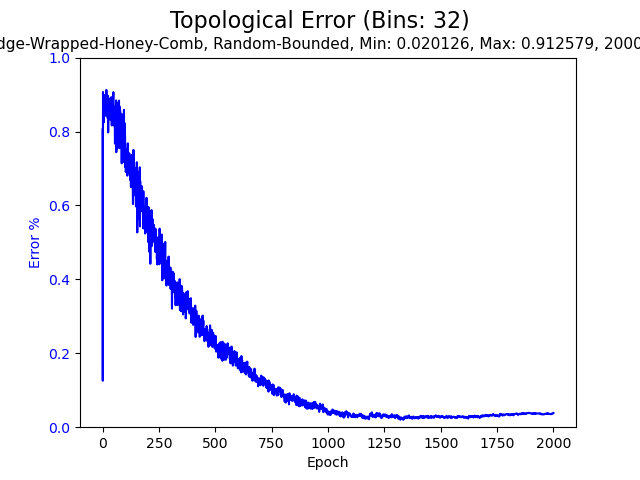 Topological Error (Bins: 32)
dge-Wrapped-Honey-Comb, Random-Bounded, Min: 0.020126, Max: 0.912579, 2000
1.0
0.8
0.6
0.4
0.2
0.0
Error %
0 250 500 750 1000 1250 1500 1750 2000
Epoch